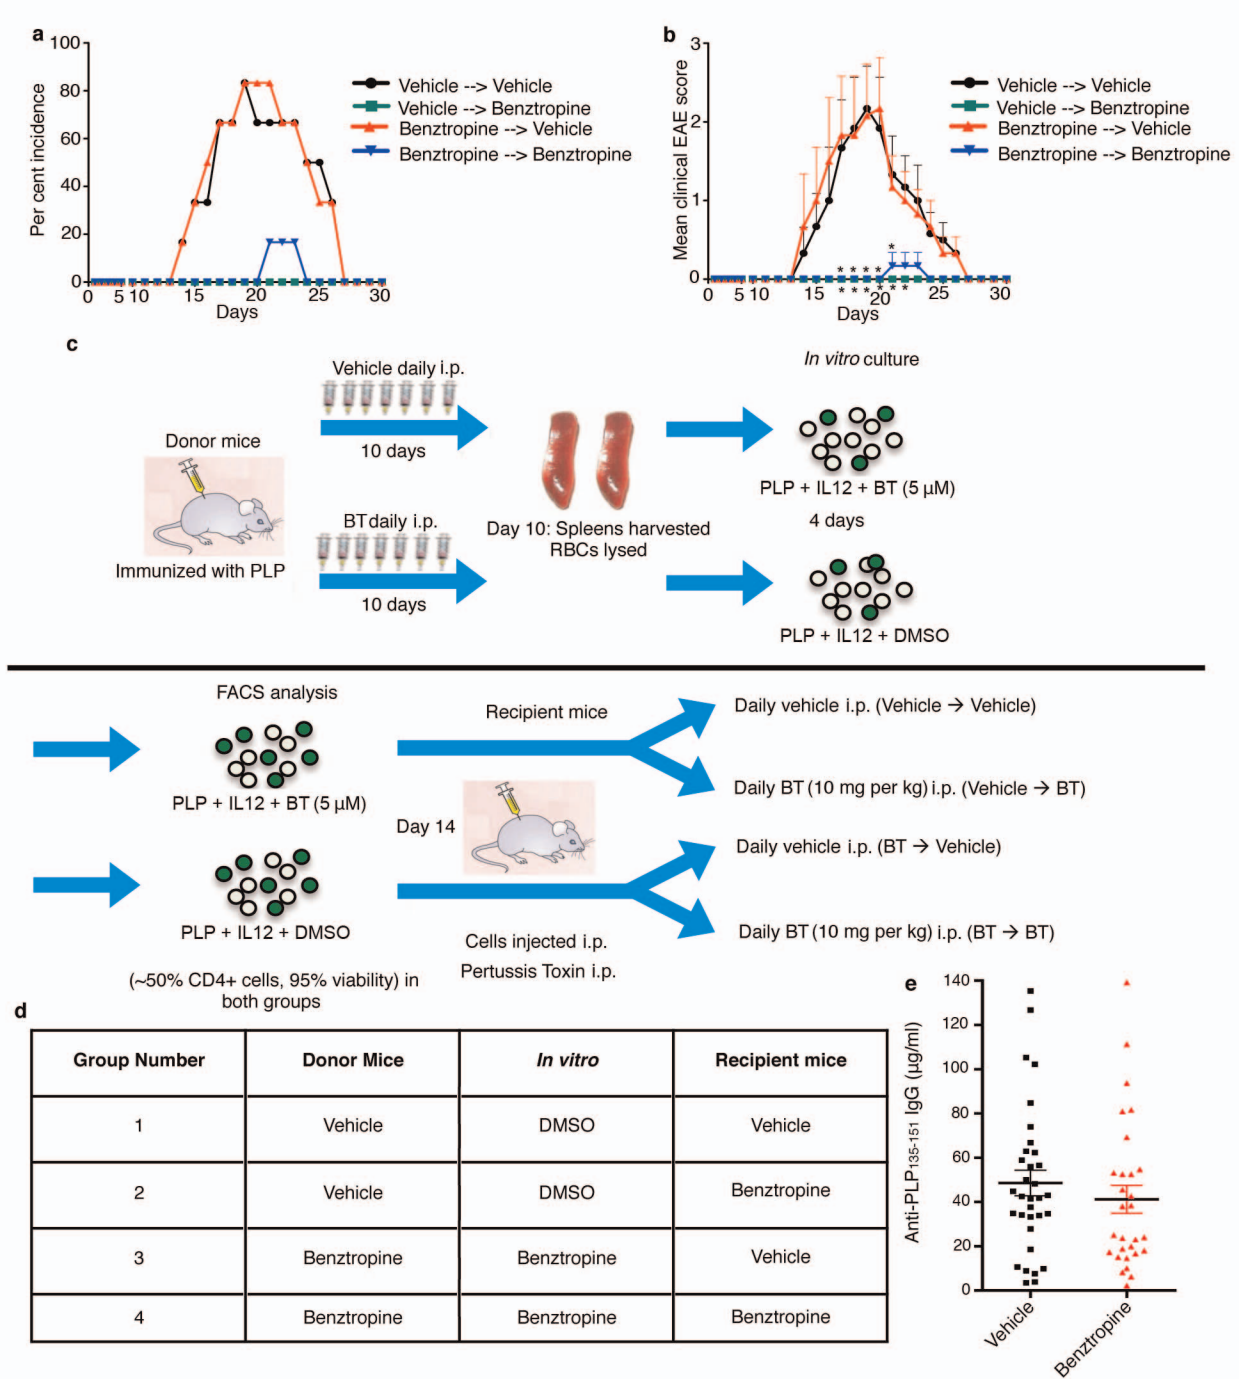 a
100
80
60
40
20
0
Per cent incidence
0 5 10 15 20 25 30
Days
Vehicle --> Vehicle
Vehicle --> Benztropine
Benztropine --> Vehicle
Benztropine --> Benztropine
b
3
2
1
0
Mean clinical EAE score
* * * * *
* * * * * *
0 5 10 15 20 25 30
Days
Vehicle --> Vehicle
Vehicle --> Benztropine
Benztropine --> Vehicle
Benztropine --> Benztropine
c
Donor mice
Immunized with PLP
Vehicle daily i.p.
10 days
BT daily i.p.
10 days
Day 10: Spleens harvested
RBCs lysed
In vitro culture
PLP + IL12 + BT (5 µM)
4 days
PLP + IL12 + DMSO
FACS analysis
PLP + IL12 + BT (5 µM)
PLP + IL12 + DMSO
(~50% CD4+ cells, 95% viability) in
both groups
Recipient mice
Day 14
Cells injected i.p.
Pertussis Toxin i.p.
Daily vehicle i.p. (Vehicle → Vehicle)
Daily BT (10 mg per kg) i.p. (Vehicle → BT)
Daily vehicle i.p. (BT → Vehicle)
Daily BT (10 mg per kg) i.p. (BT → BT)
d
Group Number Donor Mice In vitro Recipient mice
1 Vehicle DMSO Vehicle
2 Vehicle DMSO Benztropine
3 Benztropine Benztropine Vehicle
4 Benztropine Benztropine Benztropine
e
140
120
100
80
60
40
20
0
Anti-PLP135-151 IgG (µg/ml)
Vehicle
Benztropine